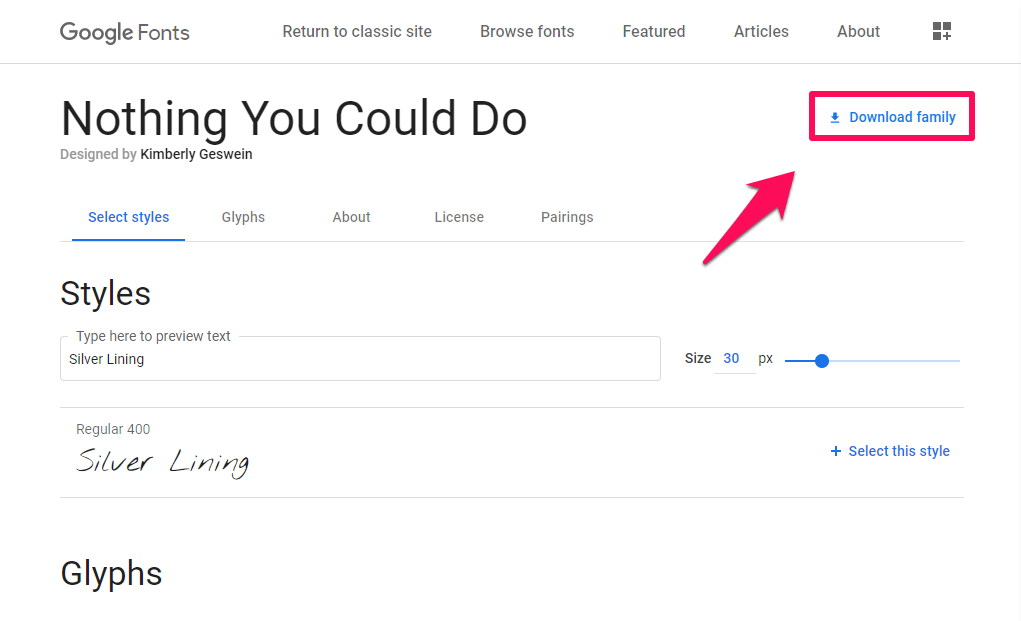 Google Fonts
Return to classic site
Browse fonts
Featured
Articles
About
Nothing You Could Do
Download family
Designed by Kimberly Geswein
Select styles
Glyphs
About
License
Pairings
Styles
Type here to preview text
Silver Lining
Size 30 px
Regular 400
Silver Lining
+ Select this style
Glyphs